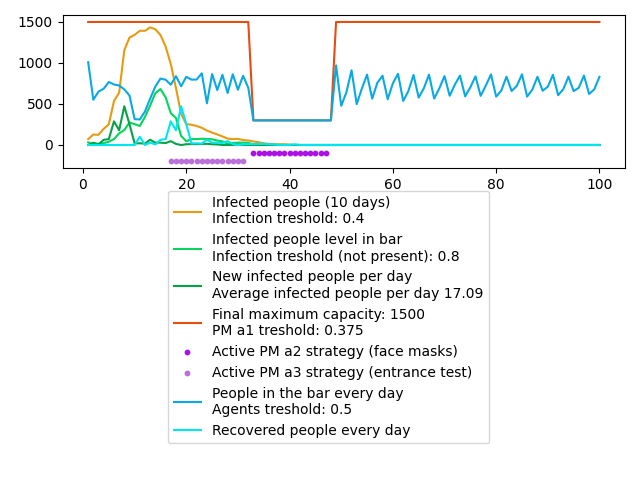 1500
1000
500
0
0
20
40
60
80
100
Infected people (10 days)
Infection treshold: 0.4
Infected people level in bar
Infection treshold (not present): 0.8
New infected people per day
Average infected people per day 17.09
Final maximum capacity: 1500
PM a1 treshold: 0.375
Active PM a2 strategy (face masks)
Active PM a3 strategy (entrance test)
People in the bar every day
Agents treshold: 0.5
Recovered people every day